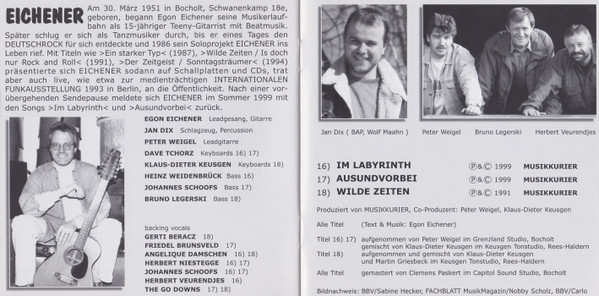 EICHENER Am 30. März 1951 in Bocholt, Schwanenkamp 18e,
geboren, begann Egon Eichener seine Musikerlauf-
bahn als 15-jähriger Teeny-Gitarrist mit Beatmusik.
Später schlug er sich als Tanzmusiker durch, bis er eines Tages den
DEUTSCHROCK für sich entdeckte und 1986 sein Soloprojekt EICHENER ins
Leben rief. Mit Titeln wie >Ein starker Typ< (1987), >Wilde Zeiten / Is doch
nur Rock and Roll< (1991), >Der Zeitgeist / Sonntagsträumer< (1994)
präsentierte sich EICHENER sodann auf Schallplatten und CDs, trat
aber auch live, wie etwa zur medienträchtigen INTERNATIONALEN
FUNKAUSSTELLUNG 1993 in Berlin, an die Öffentlichkeit. Nach einer vor-
übergehenden Sendepause meldete sich EICHENER im Sommer 1999 mit
den Songs >Im Labyrinth< und >Ausundvorbei< zurück.
EGON EICHENER Leadgesang, Gitarre
JAN DIX Schlagzeug, Percussion
PETER WEIGEL Leadgitarre
DAVE TCHORZ Keyboards 16) 17)
KLAUS-DIETER KEUSGEN Keyboards 18)
HEINZ WEIDENBRÜCK Bass 16)
JOHANNES SCHOOFS Bass 17)
BRUNO LEGERSKI Bass 18)
backing vocals
GERTI BERACZ 18)
FRIEDEL BRUNSVELD 17)
ANGELIQUE DAMSCHEN 16) 18)
HERBERT NIESTEGGE 16) 17)
JOHANNES SCHOOFS 16) 17)
HERBERT VEURENDJES 16)
THE GO DOWNS 17) 18)
Jan Dix ( BAP, Wolf Maahn )
Peter Weigel Bruno Legerski Herbert Veurendjes
16) IM LABYRINTH ℗&© 1999 MUSIKKURIER
17) AUSUNDVORBEI ℗&© 1999 MUSIKKURIER
18) WILDE ZEITEN ℗&© 1991 MUSIKKURIER
Produziert von MUSIKKURIER, Co-Produzent: Peter Weigel, Klaus-Dieter Keusgen
Alle Titel (Text & Musik: Egon Eichener)
Titel 16) 17) aufgenommen von Peter Weigel im Grenzland Studio, Bocholt
gemischt von Klaus-Dieter Keusgen im Keusgen Tonstudio, Rees-Haldern
Titel 18) aufgenommen und gemischt von Klaus-Dieter Keusgen
und Martin Griesbeck im Keusgen Tonstudio, Rees-Haldern
Alle Titel gemastert von Clemens Paskert im Capitol Sound Studio, Bocholt
Bildnachweis: BBV/Sabine Hecker, FACHBLATT MusikMagazin/Nobby Scholz, BBV/Carlo